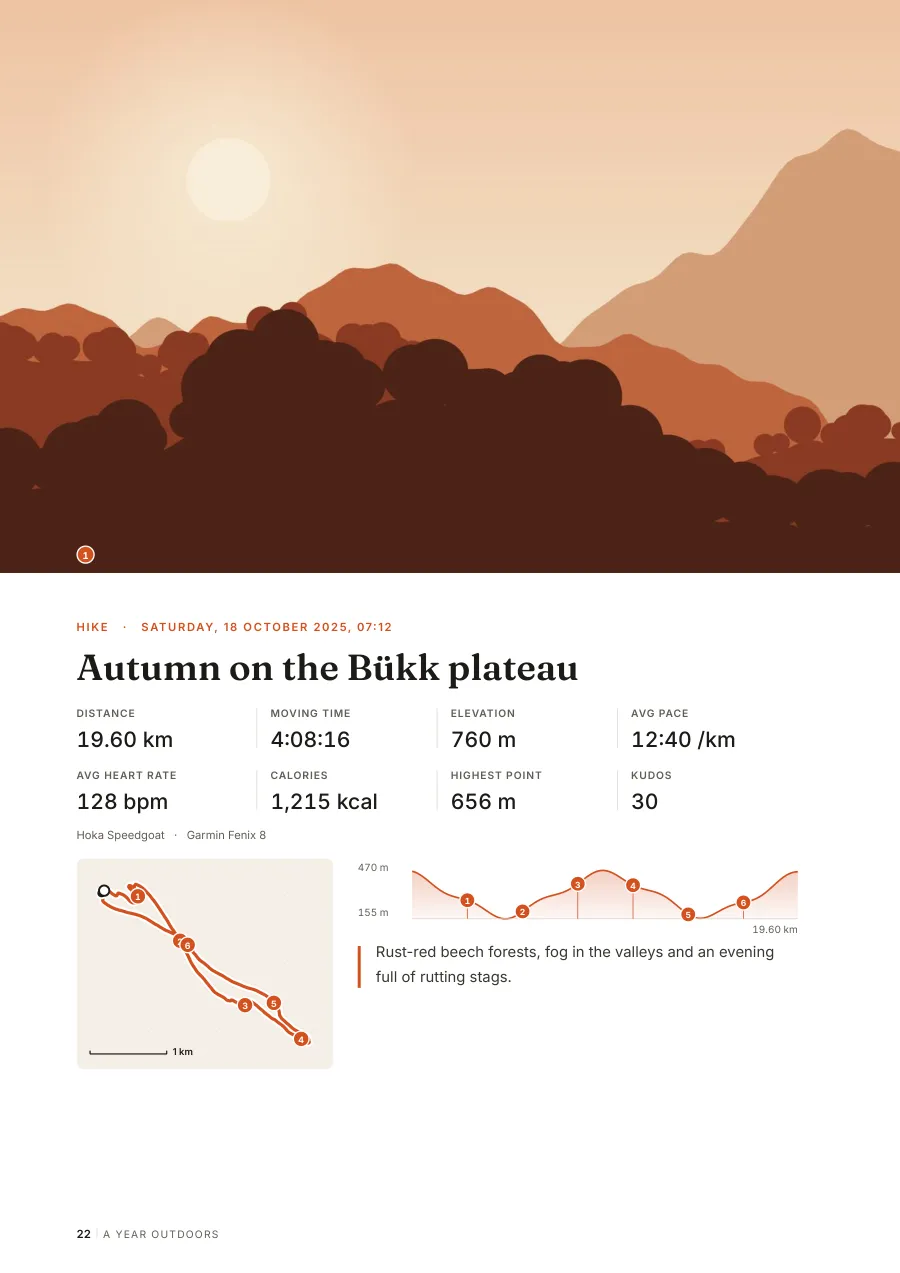 1
HIKE · SATURDAY, 18 OCTOBER 2025, 07:12
Autumn on the Bükk plateau
DISTANCE MOVING TIME ELEVATION AVG PACE
19.60 km 4:08:16 760 m 12:40 /km
AVG HEART RATE CALORIES HIGHEST POINT KUDOS
128 bpm 1,215 kcal 656 m 30
Hoka Speedgoat · Garmin Fenix 8
1
2 6
3 5
4
1 km
470 m
155 m
1 2 3 4 5 6
19.60 km
Rust-red beech forests, fog in the valleys and an evening
full of rutting stags.
22 A YEAR OUTDOORS